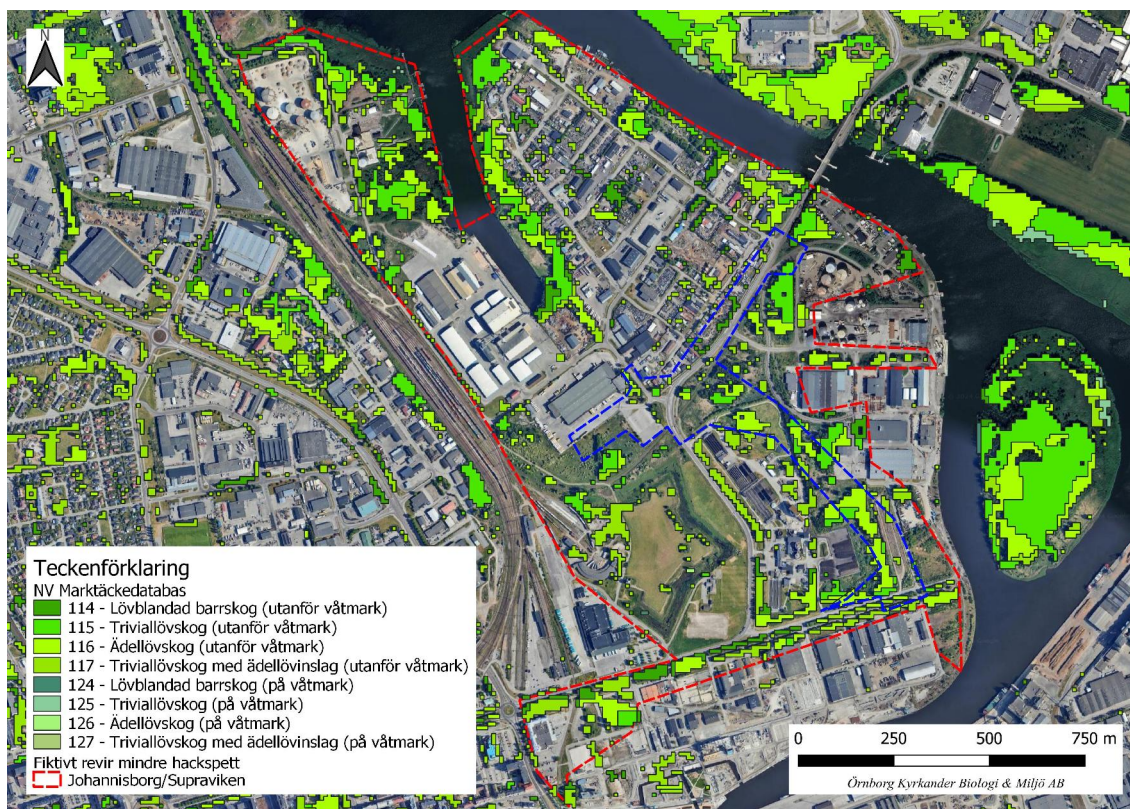 N
Teckenförklaring
NV Marktäckedatabas
114 - Lövblandad barrskog (utanför våtmark)
115 - Triviallövskog (utanför våtmark)
116 - Ädellövskog (utanför våtmark)
117 - Triviallövskog med ädellövinslag (utanför våtmark)
124 - Lövblandad barrskog (på våtmark)
125 - Triviallövskog (på våtmark)
126 - Ädellövskog (på våtmark)
127 - Triviallövskog med ädellövinslag (på våtmark)
Fiktivt revir mindre hackspett
Johannisborg/Supraviken
0 250 500 750 m
Örnborg Kyrkander Biologi & Miljö AB